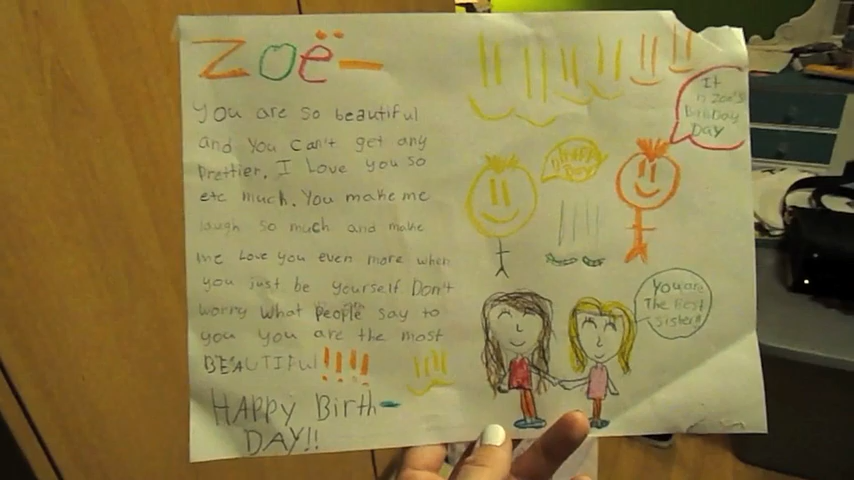 ZOË-
You are so beautiful
and you can't get any
Prettier. I Love you so
etc much. You make me
laugh so much and make
me Love you even more when
you just be yourself. Don't
worry what People say to
you you are the most
BEAUTIFUl!!!!
HAPPY Birth-
DAY!!
It
is Zoë's
BirthDay
DAY
You are
The Best
Sister!!